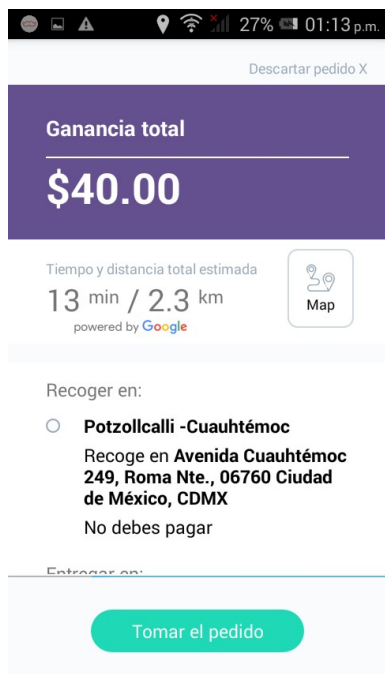 27% 01:13 p.m.
Descartar pedido X
Ganancia total
$40.00
Tiempo y distancia total estimada
13 min / 2.3 km
powered by Google
Map
Recoger en:
Potzollcalli -Cuauhtémoc
Recoge en Avenida Cuauhtémoc
249, Roma Nte., 06760 Ciudad
de México, CDMX
No debes pagar
Entregar en:
Tomar el pedido